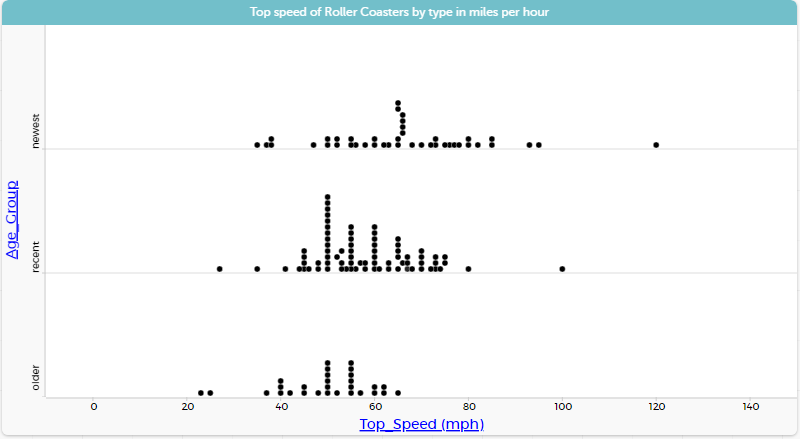 Top speed of Roller Coasters by type in miles per hour
newest
recent
older
Age_Group
0 20 40 60 80 100 120 140
Top_Speed (mph)